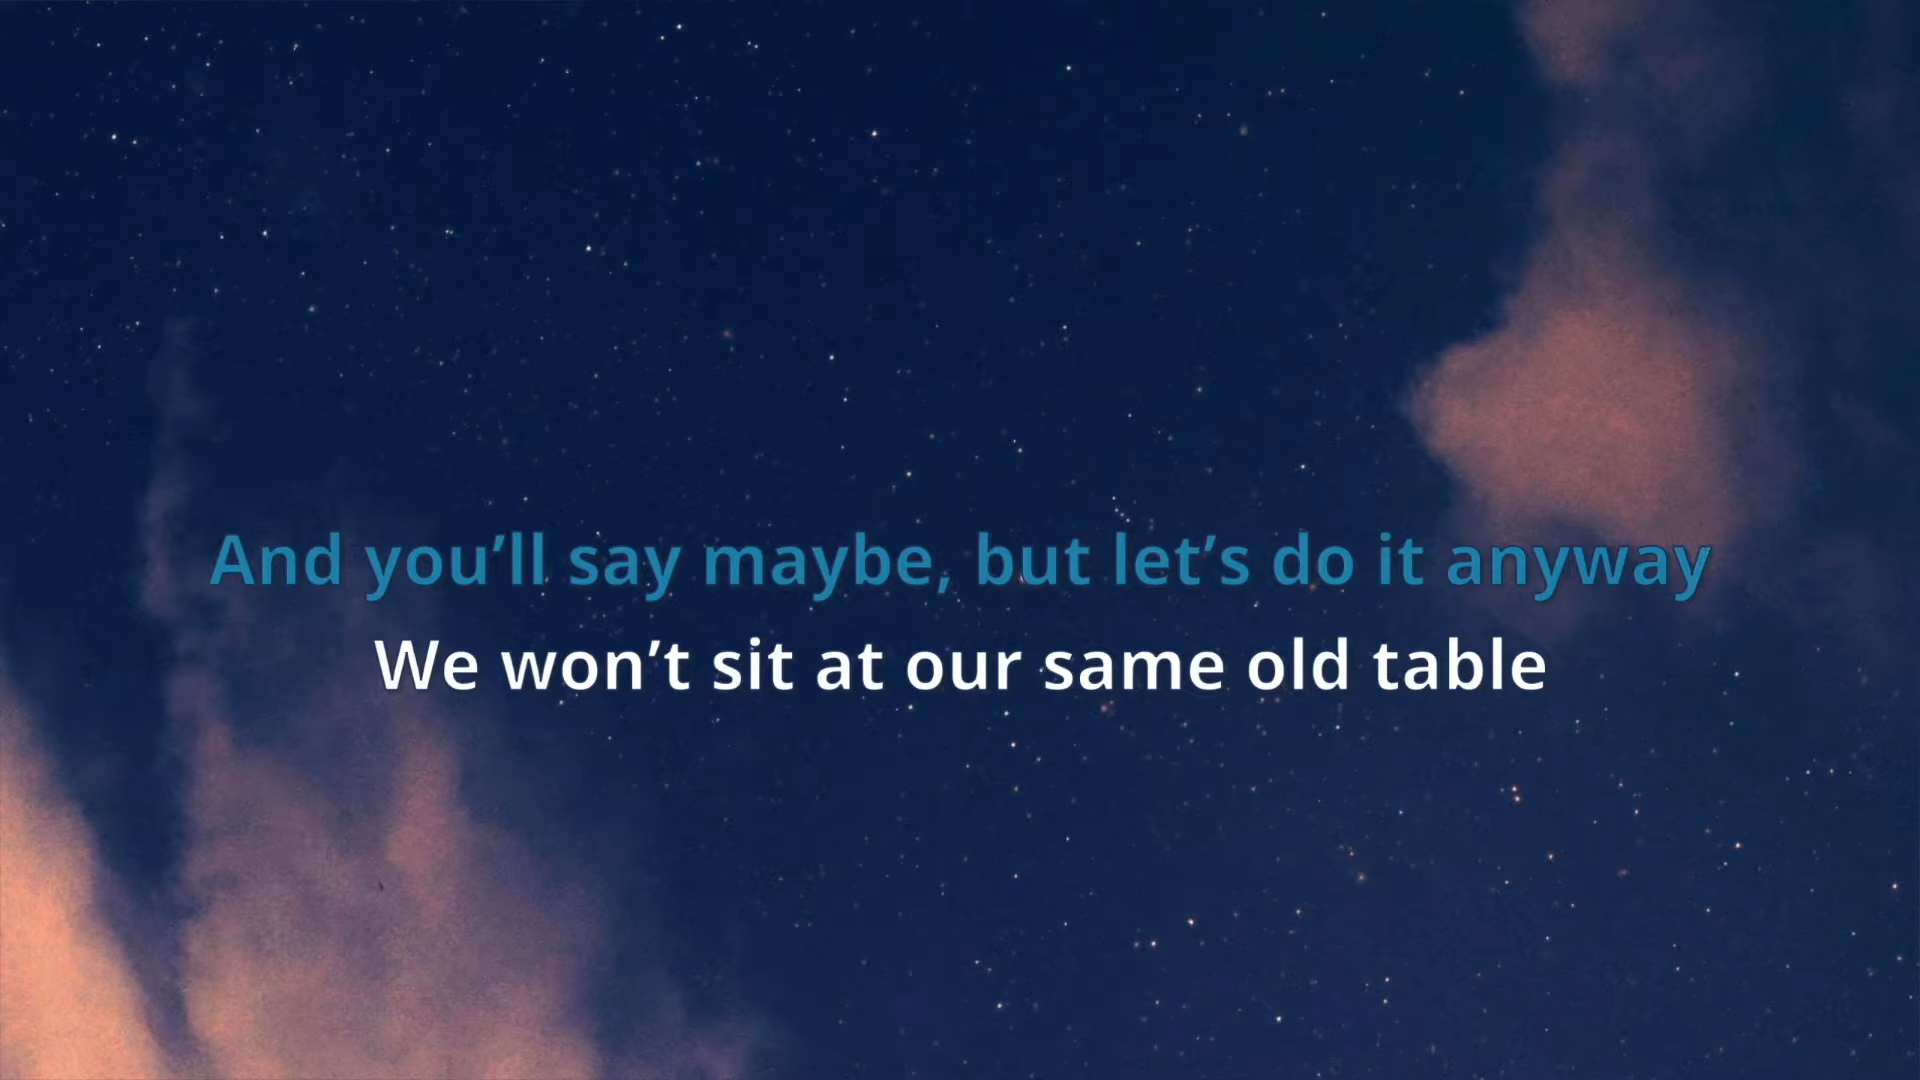 And you’ll say maybe, but let’s do it anyway
We won’t sit at our same old table